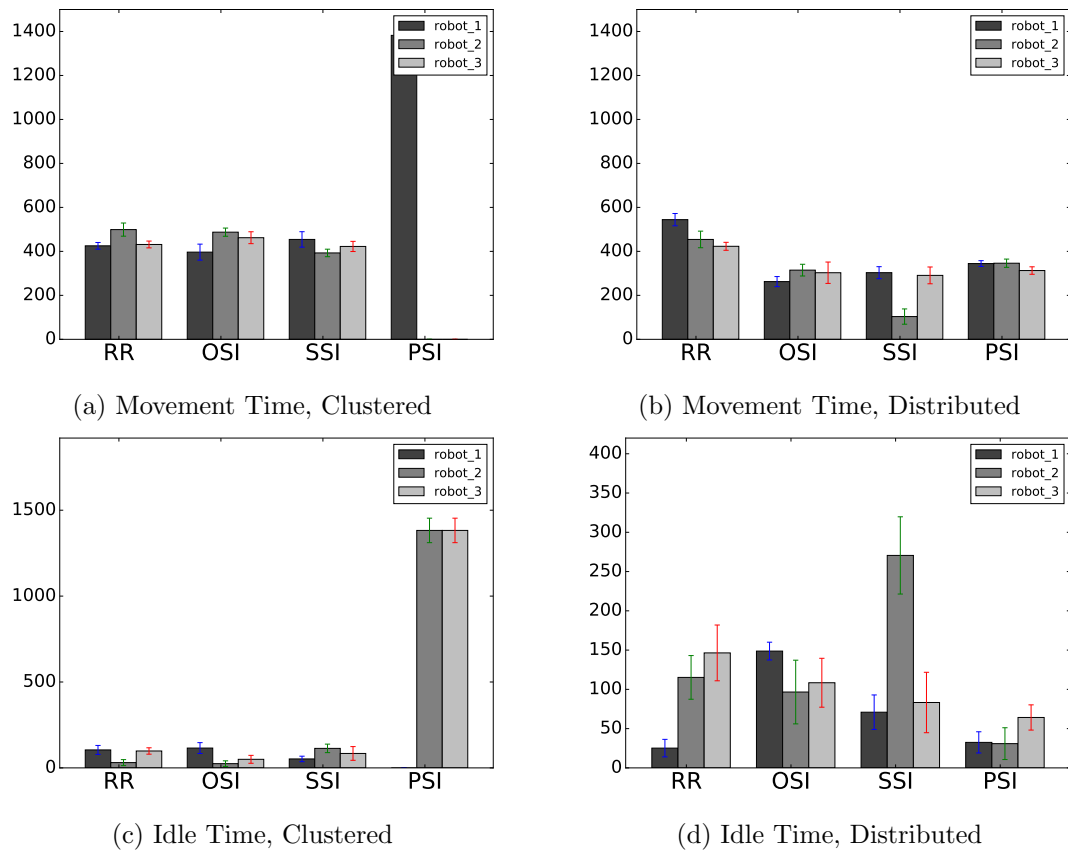 1400
1200
1000
800
600
400
200
0
RR OSI SSI PSI
robot_1
robot_2
robot_3
(a) Movement Time, Clustered
1400
1200
1000
800
600
400
200
0
RR OSI SSI PSI
robot_1
robot_2
robot_3
(b) Movement Time, Distributed
1500
1000
500
0
RR OSI SSI PSI
robot_1
robot_2
robot_3
(c) Idle Time, Clustered
400
350
300
250
200
150
100
50
0
RR OSI SSI PSI
robot_1
robot_2
robot_3
(d) Idle Time, Distributed